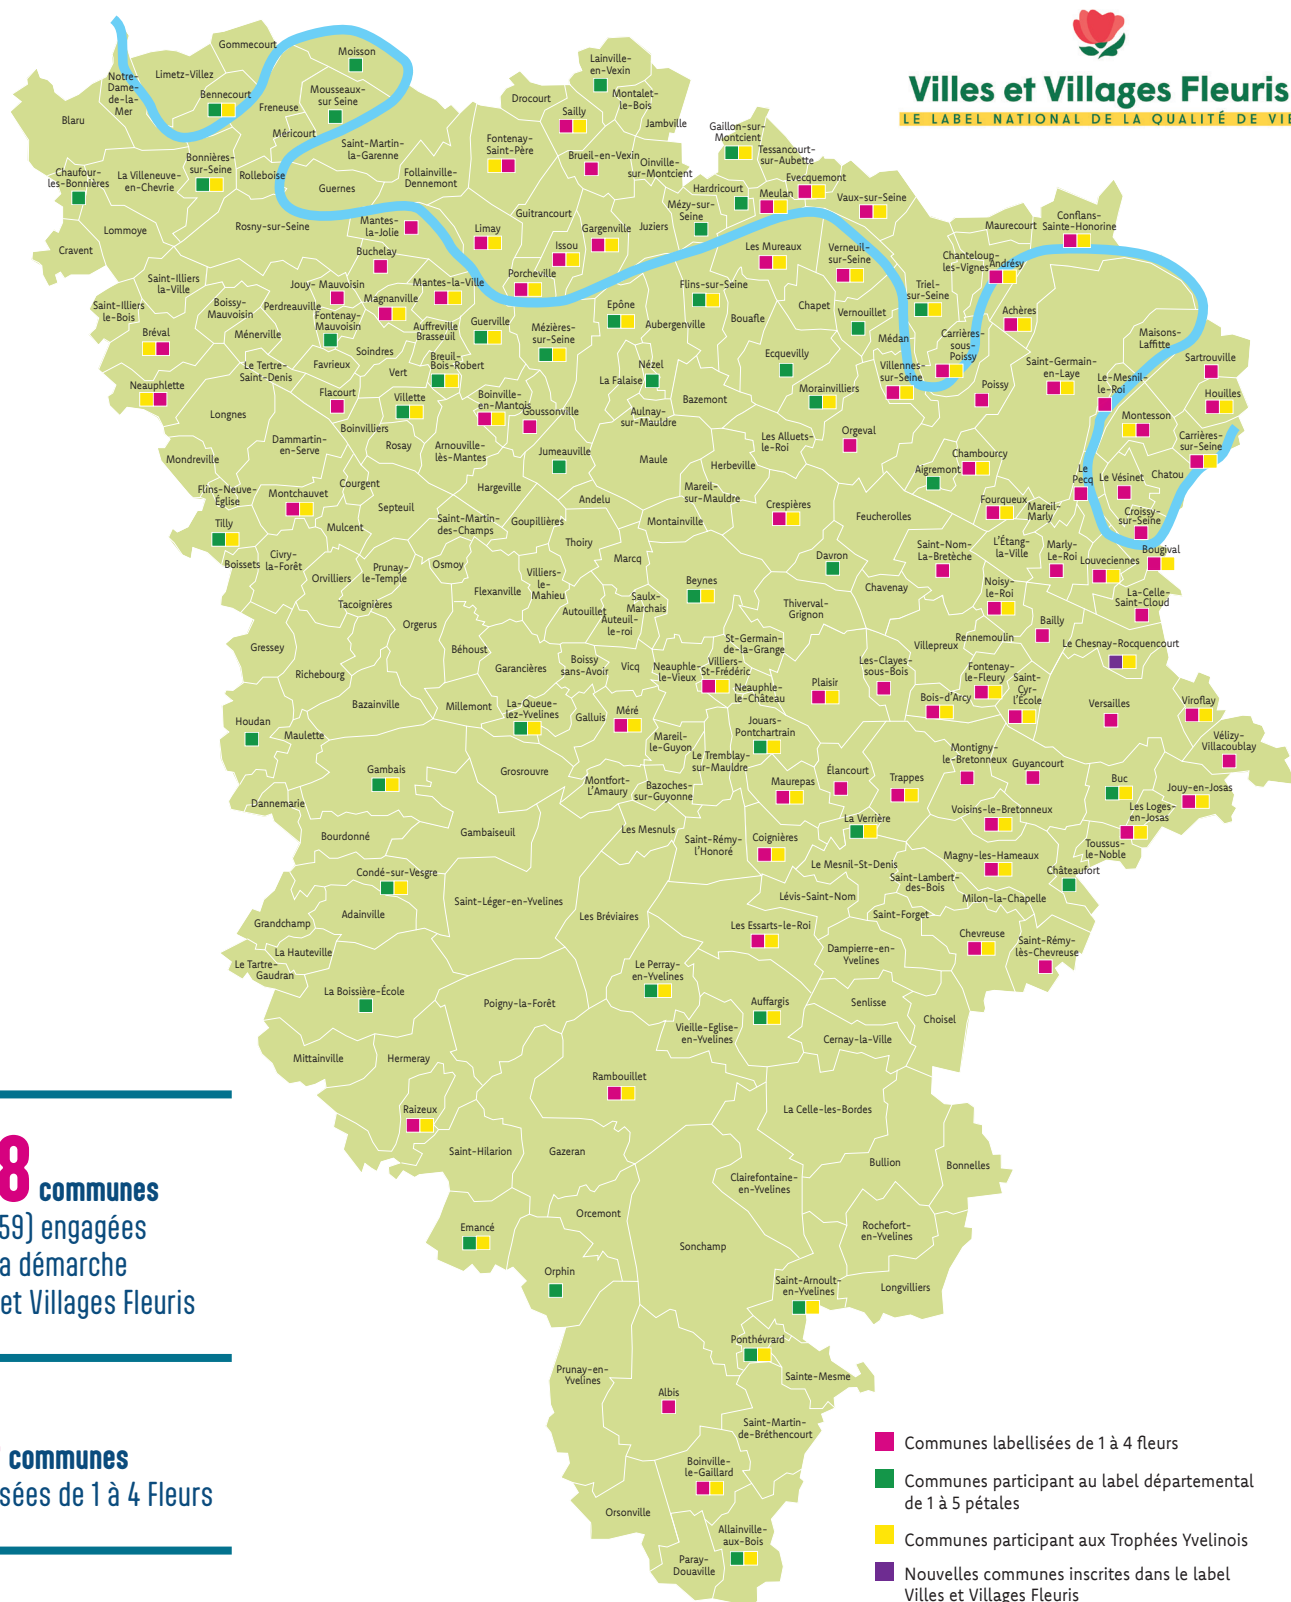 Villes et Villages Fleuris
LE LABEL NATIONAL DE LA QUALITÉ DE VIE
Gommecourt
Moisson
Notre-
Dame-
de-la-
Mer
Limetz-Villez
Bennecourt
Freneuse
Mousseaux-
sur Seine
Blaru
Méricourt
Lainville-
en-Vexin
Drocourt
Montalet-
le-Bois
Sailly
Jambville
Fontenay-
Saint-Père
Brueil-en-Vexin
Oinville-
sur-Montcient
Gaillon-sur-
Montcient
Tessancourt-
sur-Aubette
Saint-Martin-
la-Garenne
Follainville-
Dennemont
Bonnières-
sur-Seine
Rolleboise
Guernes
La Villeneuve-
en-Chevrie
Chaufour-
les-Bonnières
Lommoye
Cravent
Rosny-sur-Seine
Mantes-
la-Jolie
Buchelay
Limay
Guitrancourt
Issou
Gargenville
Juziers
Mézy-sur-
Seine
Hardricourt
Meulan
Evecquemont
Vaux-sur-Seine
Porcheville
Les Mureaux
Verneuil-
sur-Seine
Maurecourt
Conflans-
Sainte-Honorine
Chanteloup-
les-Vignes
Andrésy
Triel-
sur-Seine
Achères
Maisons-
Laffitte
Sartrouville
Saint-Illiers
la-Ville
Saint-Illiers
le-Bois
Boissy-
Mauvoisin
Perdreauville
Jouy- Mauvoisin
Fontenay-
Mauvoisin
Magnanville
Mantes-la-Ville
Auffreville
Brasseuil
Guerville
Mézières-
sur-Seine
Epône
Flins-sur-Seine
Aubergenville
Bouafle
Chapet
Vernouillet
Médan
Carrières-
sous-
Poissy
Bréval
Ménerville
Favrieux
Soindres
Vert
Breuil-
Bois-Robert
Le Tertre-
Saint-Denis
Neauphlette
Longnes
Flacourt
Boinvilliers
Villette
Boinville-
en-Mantois
Goussonville
La Falaise
Nézel
Aulnay-
sur-Mauldre
Bazemont
Ecquevilly
Morainvilliers
Villennes-
sur-Seine
Poissy
Saint-Germain-
en-Laye
Le-Mesnil-
le-Roi
Houilles
Montesson
Carrières-
sur-Seine
Mondreville
Dammartin-
en-Serve
Rosay
Arnouville-
lès-Mantes
Jumeauville
Maule
Herbeville
Les Alluets-
le-Roi
Orgeval
Aigremont
Chambourcy
Le
Pecq
Le Vésinet
Chatou
Croissy-
sur-Seine
Flins-Neuve-
Église
Montchauvet
Courgent
Septeuil
Hargeville
Andelu
Mareil-
sur-Mauldre
Crespières
Feucherolles
Fourqueux
Mareil-
Marly
Tilly
Mulcent
Saint-Martin-
des-Champs
Goupillières
Thoiry
Montainville
Marcq
Davron
Saint-Nom-
La-Bretèche
L'Étang-
la-Ville
Marly-
Le-Roi
Louveciennes
Bougival
Boissets
Civry-
la-Forêt
Orvilliers
Prunay-
le-Temple
Osmoy
Flexanville
Villiers-
le-
Mahieu
Beynes
Saulx-
Marchais
Autouillet
Auteuil-
le-roi
Thiverval-
Grignon
Chavenay
Noisy-
le-Roi
Bailly
La-Celle-
Saint-Cloud
Tacoignières
Orgerus
Gressey
Richebourg
Béhoust
Garancières
Boissy
sans-Avoir
Vicq
Neauphle-
le-Vieux
Villiers-
St-Frédéric
St-Germain-
de-la-Grange
Neauphle-
le-Château
Plaisir
Les-Clayes-
sous-Bois
Villepreux
Rennemoulin
Le Chesnay-Rocquencourt
Fontenay-
le-Fleury
Saint-
Cyr-
l'École
Bois-d'Arcy
Versailles
Viroflay
Vélizy-
Villacoublay
Bazainville
Millemont
La-Queue-
lez-Yvelines
Galluis
Méré
Mareil-
le-Guyon
Jouars-
Pontchartrain
Le Tremblay-
sur-Mauldre
Houdan
Maulette
Gambais
Grosrouvre
Montfort-
L'Amaury
Bazoches-
sur-Guyonne
Maurepas
Élancourt
Trappes
Montigny-
le-Bretonneux
Guyancourt
Buc
Jouy-en-Josas
Les Loges-
en-Josas
Toussus-
le-Noble
Dannemarie
Bourdonné
Gambaiseuil
Les Mesnuls
Saint-Rémy-
l'Honoré
Coignières
La Verrière
Voisins-le-Bretonneux
Le Mesnil-St-Denis
Magny-les-Hameaux
Saint-Lambert-
des-Bois
Châteaufort
Milon-la-Chapelle
Condé-sur-Vesgre
Adainville
Saint-Léger-en-Yvelines
Les Bréviaires
Lévis-Saint-Nom
Saint-Forget
Chevreuse
Saint-Rémy-
lès-Chevreuse
Les Essarts-le-Roi
Dampierre-en-
Yvelines
Grandchamp
La Hauteville
Le Tartre-
Gaudran
La Boissière-École
Poigny-la-Forêt
Le Perray-
en-Yvelines
Auffargis
Vieille-Eglise-
en-Yvelines
Senlisse
Choisel
Cernay-la-Ville
Mittainville
Hermeray
Rambouillet
La Celle-les-Bordes
Raizeux
Saint-Hilarion
Gazeran
Clairefontaine-
en-Yvelines
Bullion
Bonnelles
Emancé
Orcemont
Sonchamp
Rochefort-
en-Yvelines
Orphin
Saint-Arnoult-
en-Yvelines
Longvilliers
Ponthévrard
Sainte-Mesme
Prunay-en-
Yvelines
Albis
Saint-Martin-
de-Bréthencourt
Boinville-
le-Gaillard
Orsonville
Allainville-
aux-Bois
Paray-
Douaville
8 communes
59) engagées
a démarche
et Villages Fleuris
communes
sées de 1 à 4 Fleurs
Communes labellisées de 1 à 4 fleurs
Communes participant au label départemental
de 1 à 5 pétales
Communes participant aux Trophées Yvelinois
Nouvelles communes inscrites dans le label
Villes et Villages Fleuris